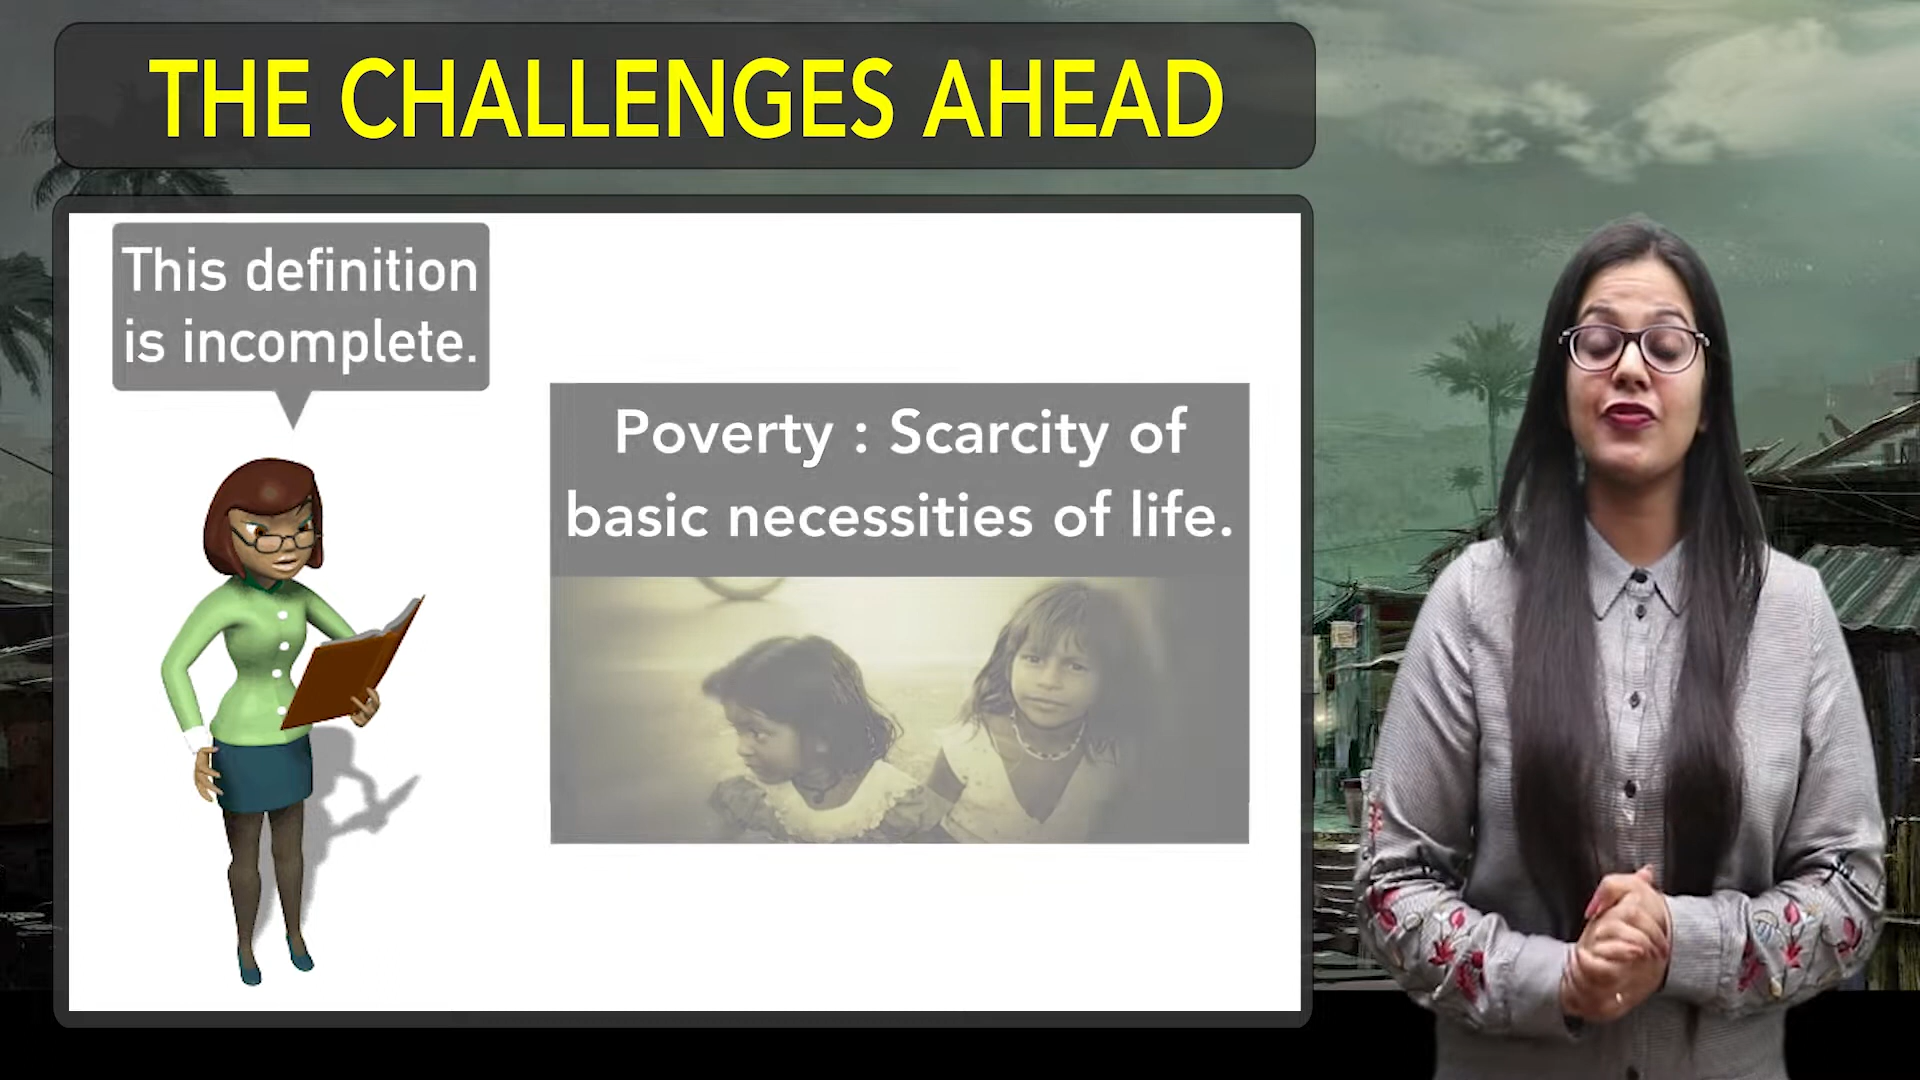 THE CHALLENGES AHEAD
This definition
is incomplete.
Poverty : Scarcity of
basic necessities of life.